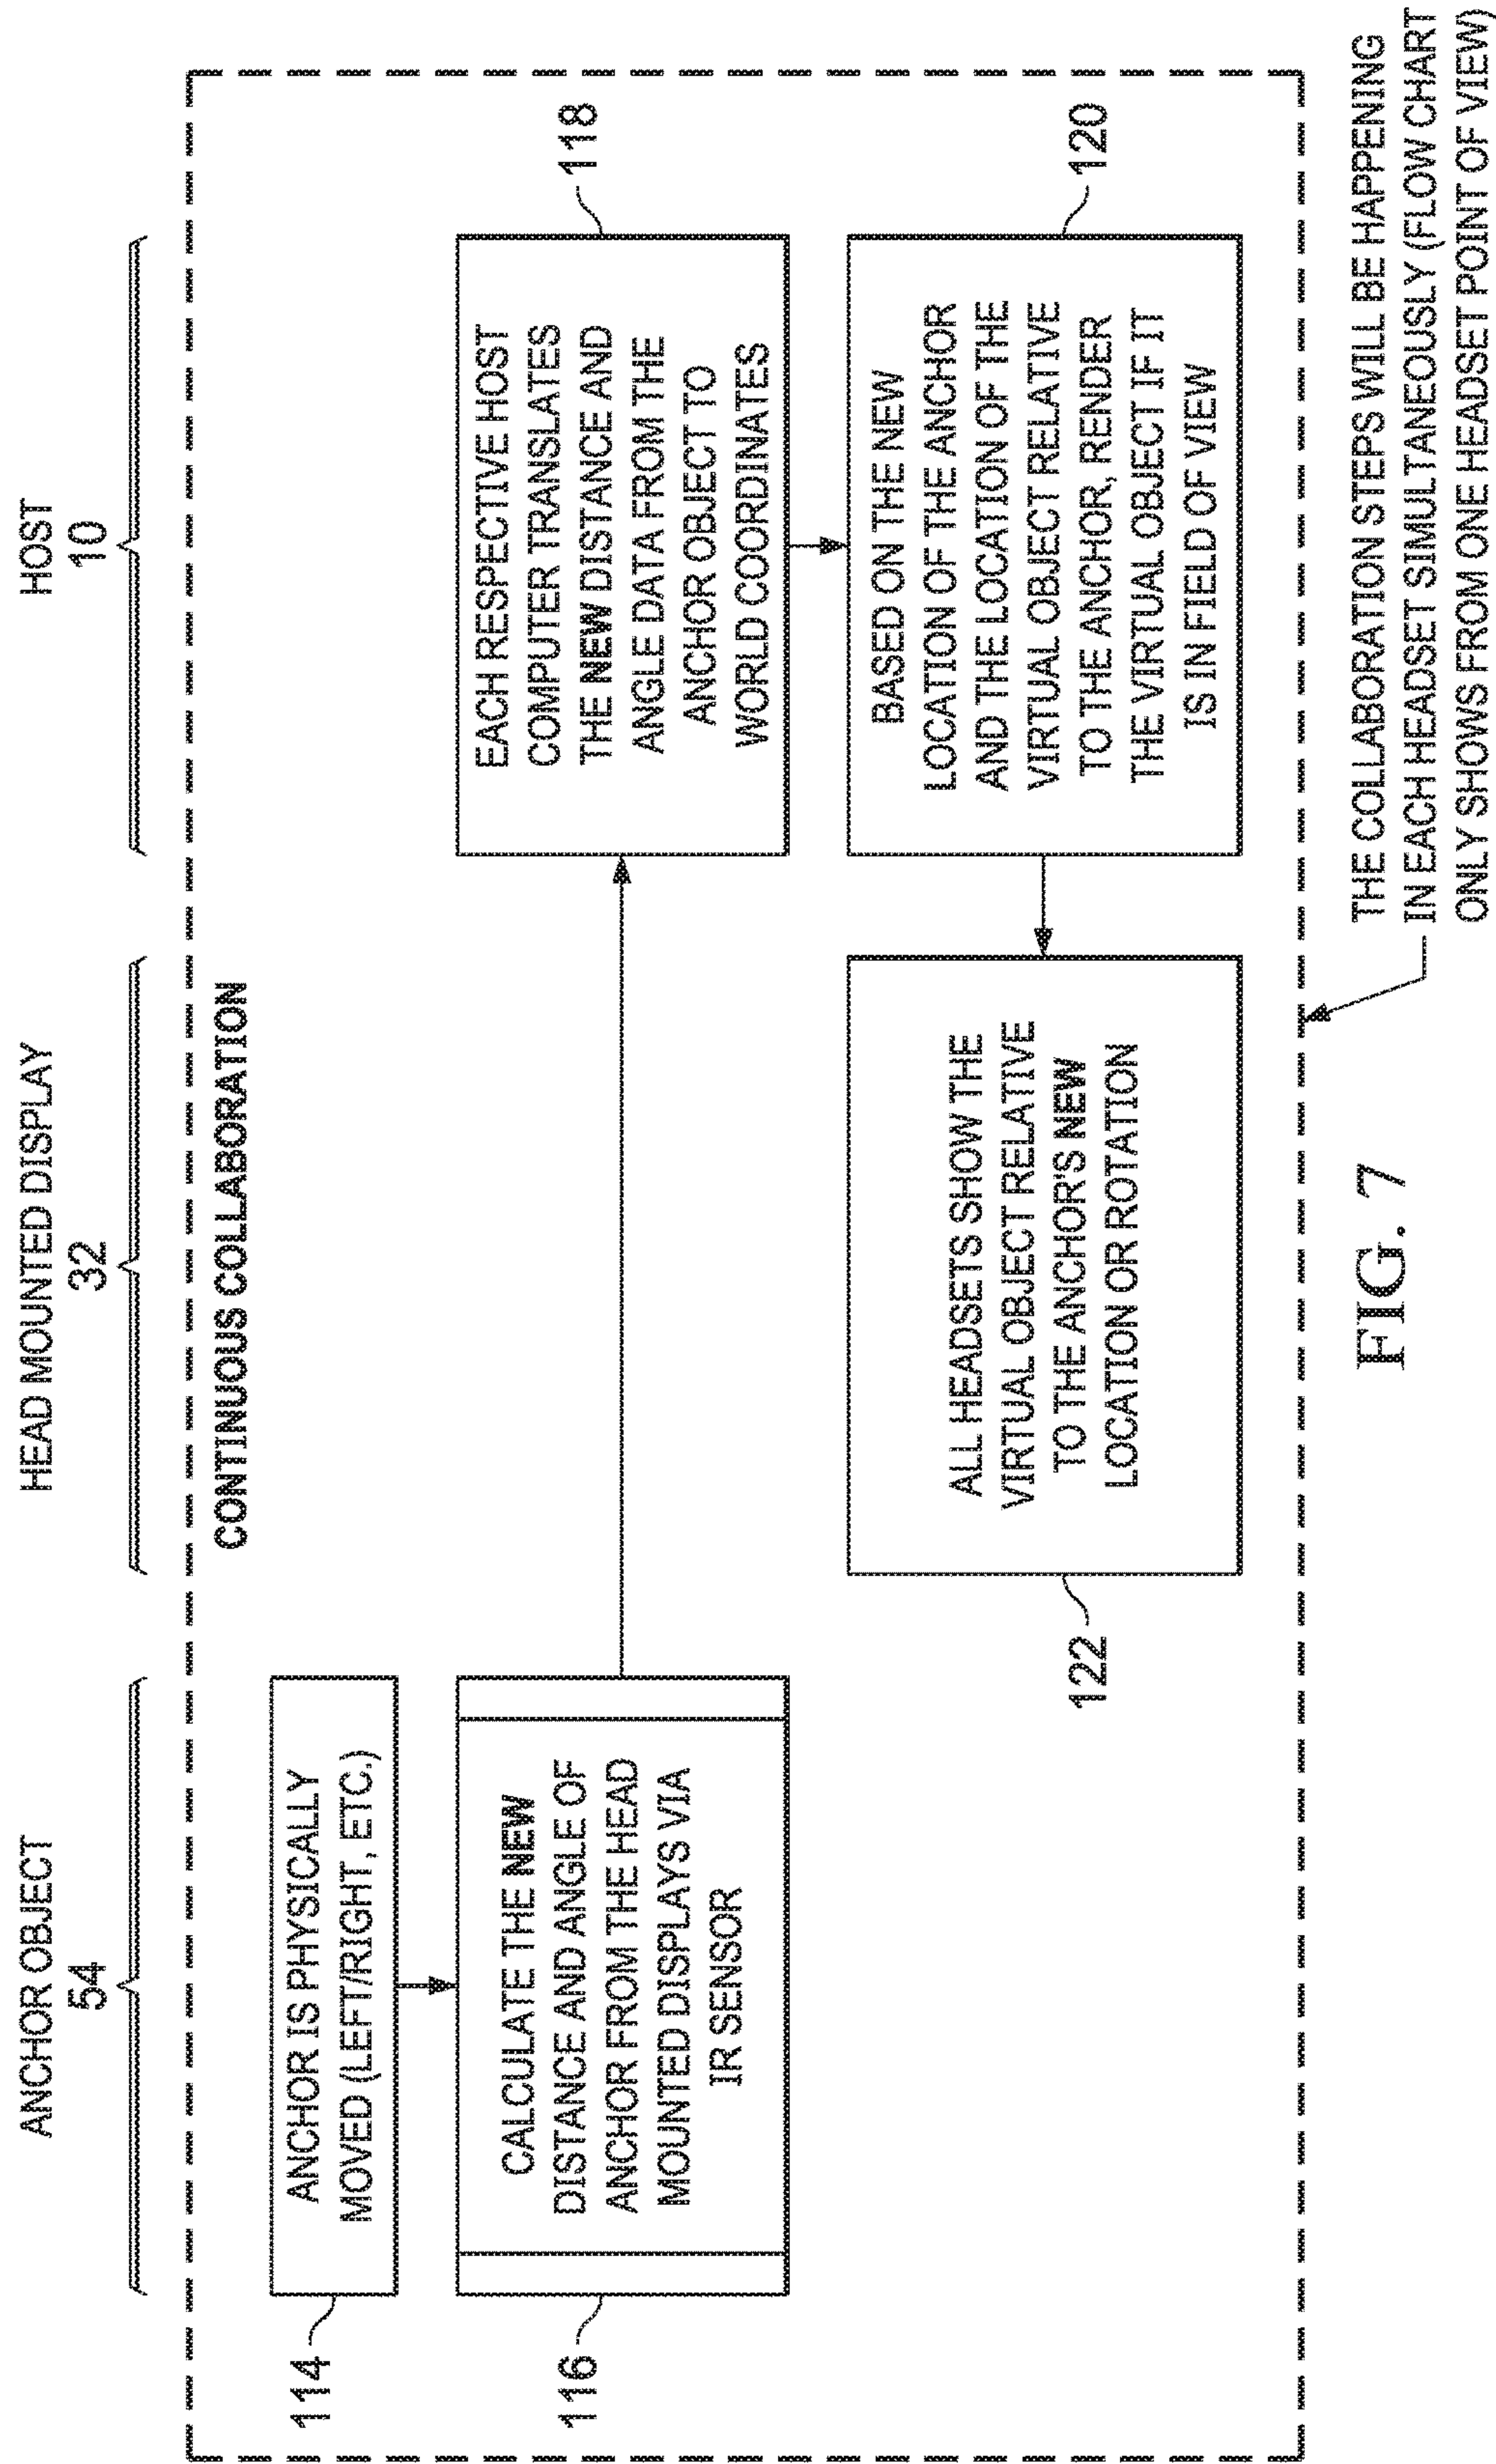 ANCHOR OBJECT
54
HEAD MOUNTED DISPLAY
32
HOST
10
CONTINUOUS COLLABORATION
114
ANCHOR IS PHYSICALLY
MOVED (LEFT/RIGHT, ETC.)
116
CALCULATE THE NEW
DISTANCE AND ANGLE OF
ANCHOR FROM THE HEAD
MOUNTED DISPLAYS VIA
IR SENSOR
118
EACH RESPECTIVE HOST
COMPUTER TRANSLATES
THE NEW DISTANCE AND
ANGLE DATA FROM THE
ANCHOR OBJECT TO
WORLD COORDINATES
120
BASED ON THE NEW
LOCATION OF THE ANCHOR
AND THE LOCATION OF THE
VIRTUAL OBJECT RELATIVE
TO THE ANCHOR, RENDER
THE VIRTUAL OBJECT IF IT
IS IN FIELD OF VIEW
122
ALL HEADSETS SHOW THE
VIRTUAL OBJECT RELATIVE
TO THE ANCHOR'S NEW
LOCATION OR ROTATION
THE COLLABORATION STEPS WILL BE HAPPENING
IN EACH HEADSET SIMULTANEOUSLY (FLOW CHART
ONLY SHOWS FROM ONE HEADSET POINT OF VIEW)
FIG. 7